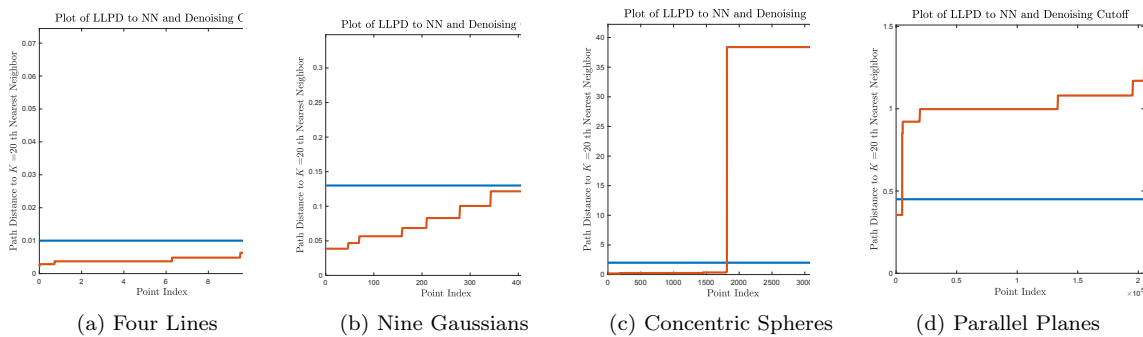 Plot of LLPD to NN and Denoising C
0.07
0.06
0.05
0.04
0.03
0.02
0.01
0
0 2 4 6 8
Path Distance to K =20 th Nearest Neighbor
Point Index
(a) Four Lines
Plot of LLPD to NN and Denoising
0.3
0.25
0.2
0.15
0.1
0.05
0
0 100 200 300 400
Path Distance to K =20 th Nearest Neighbor
Point Index
(b) Nine Gaussians
Plot of LLPD to NN and Denoising
40
35
30
25
20
15
10
5
0
0 500 1000 1500 2000 2500 3000
Path Distance to K =20 th Nearest Neighbor
Point Index
(c) Concentric Spheres
Plot of LLPD to NN and Denoising Cutoff
1.5
1
0.5
0
0 0.5 1 1.5 2
Path Distance to K =20 th Nearest Neighbor
Point Index
(d) Parallel Planes